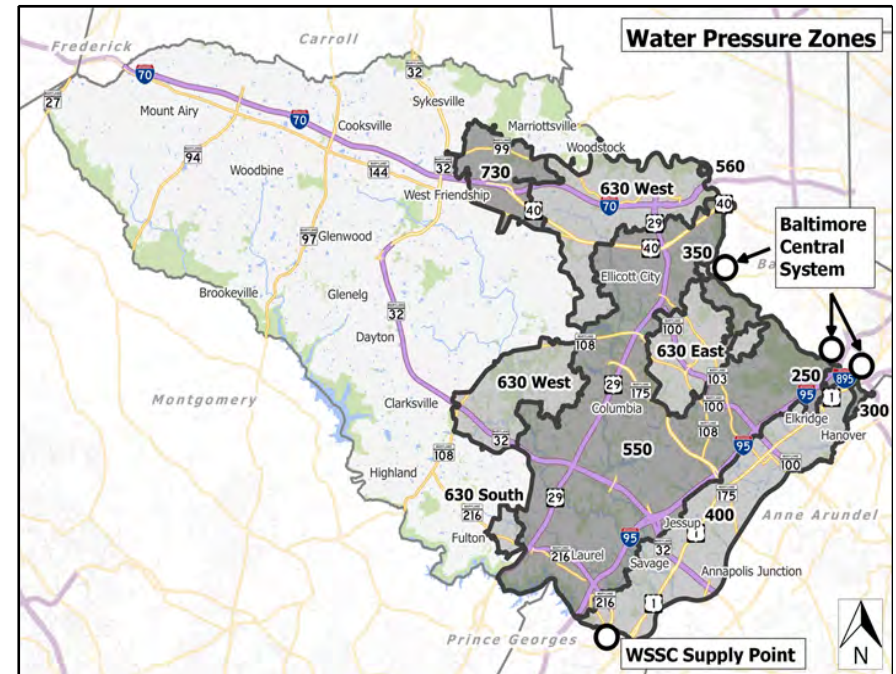 Water Pressure Zones
Frederick
Carroll
70
32
27
Mount Airy
70
Sykesville
Cooksville
Marriottsville
99
Woodstock
94
Woodbine
144
32
730
560
West Friendship
630 West
70
40
29
40
97
Glenwood
40
350
Baltimore
Central
System
Ellicott City
Brookeville
Glenelg
32
100
Dayton
108
630 East
630 West
29
103
250
895
Clarksville
175
95
1
300
Columbia
100
Elkridge
Montgomery
32
108
Hanover
108
550
95
100
Highland
630 South
29
175
Anne Arundel
216
Jessup
400
Fulton
95
1
216
Laurel
32
Savage
Annapolis Junction
216
1
Prince Georges
WSSC Supply Point
N